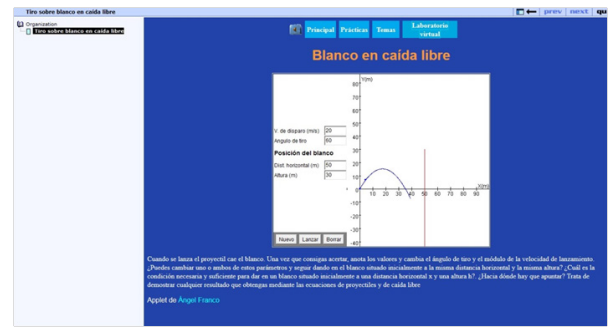 Tiro sobre blanco en caída libre
prev next qu
Organization
Tiro sobre blanco en caída libre
Principal Prácticas Temas Laboratorio virtual
Blanco en caída libre
Y(m)
80
70
60
50
40
30
20
10
0
-10
-20
-30
-40
10 20 30 40 50 60 70 80 90
X(m)
V. de disparo (m/s) 20
Angulo de tiro 60
Posición del blanco
Dist. horizontal (m) 50
Altura (m) 30
Nuevo Lanzar Borrar
Cuando se lanza el proyectil cae el blanco. Una vez que consigas acertar, anota los valores y cambia el ángulo de tiro y el módulo de la velocidad de lanzamiento.
¿Puedes cambiar uno o ambos de estos parámetros y seguir dando en el blanco situado inicialmente a la misma distancia horizontal y la misma altura? ¿Cuál es la
condición necesaria y suficiente para dar en un blanco situado inicialmente a una distancia horizontal x y una altura h?. ¿Hacia dónde hay que apuntar? Trata de
demostrar cualquier resultado que obtengas mediante las ecuaciones de proyectiles y de caída libre
Applet de Ángel Franco